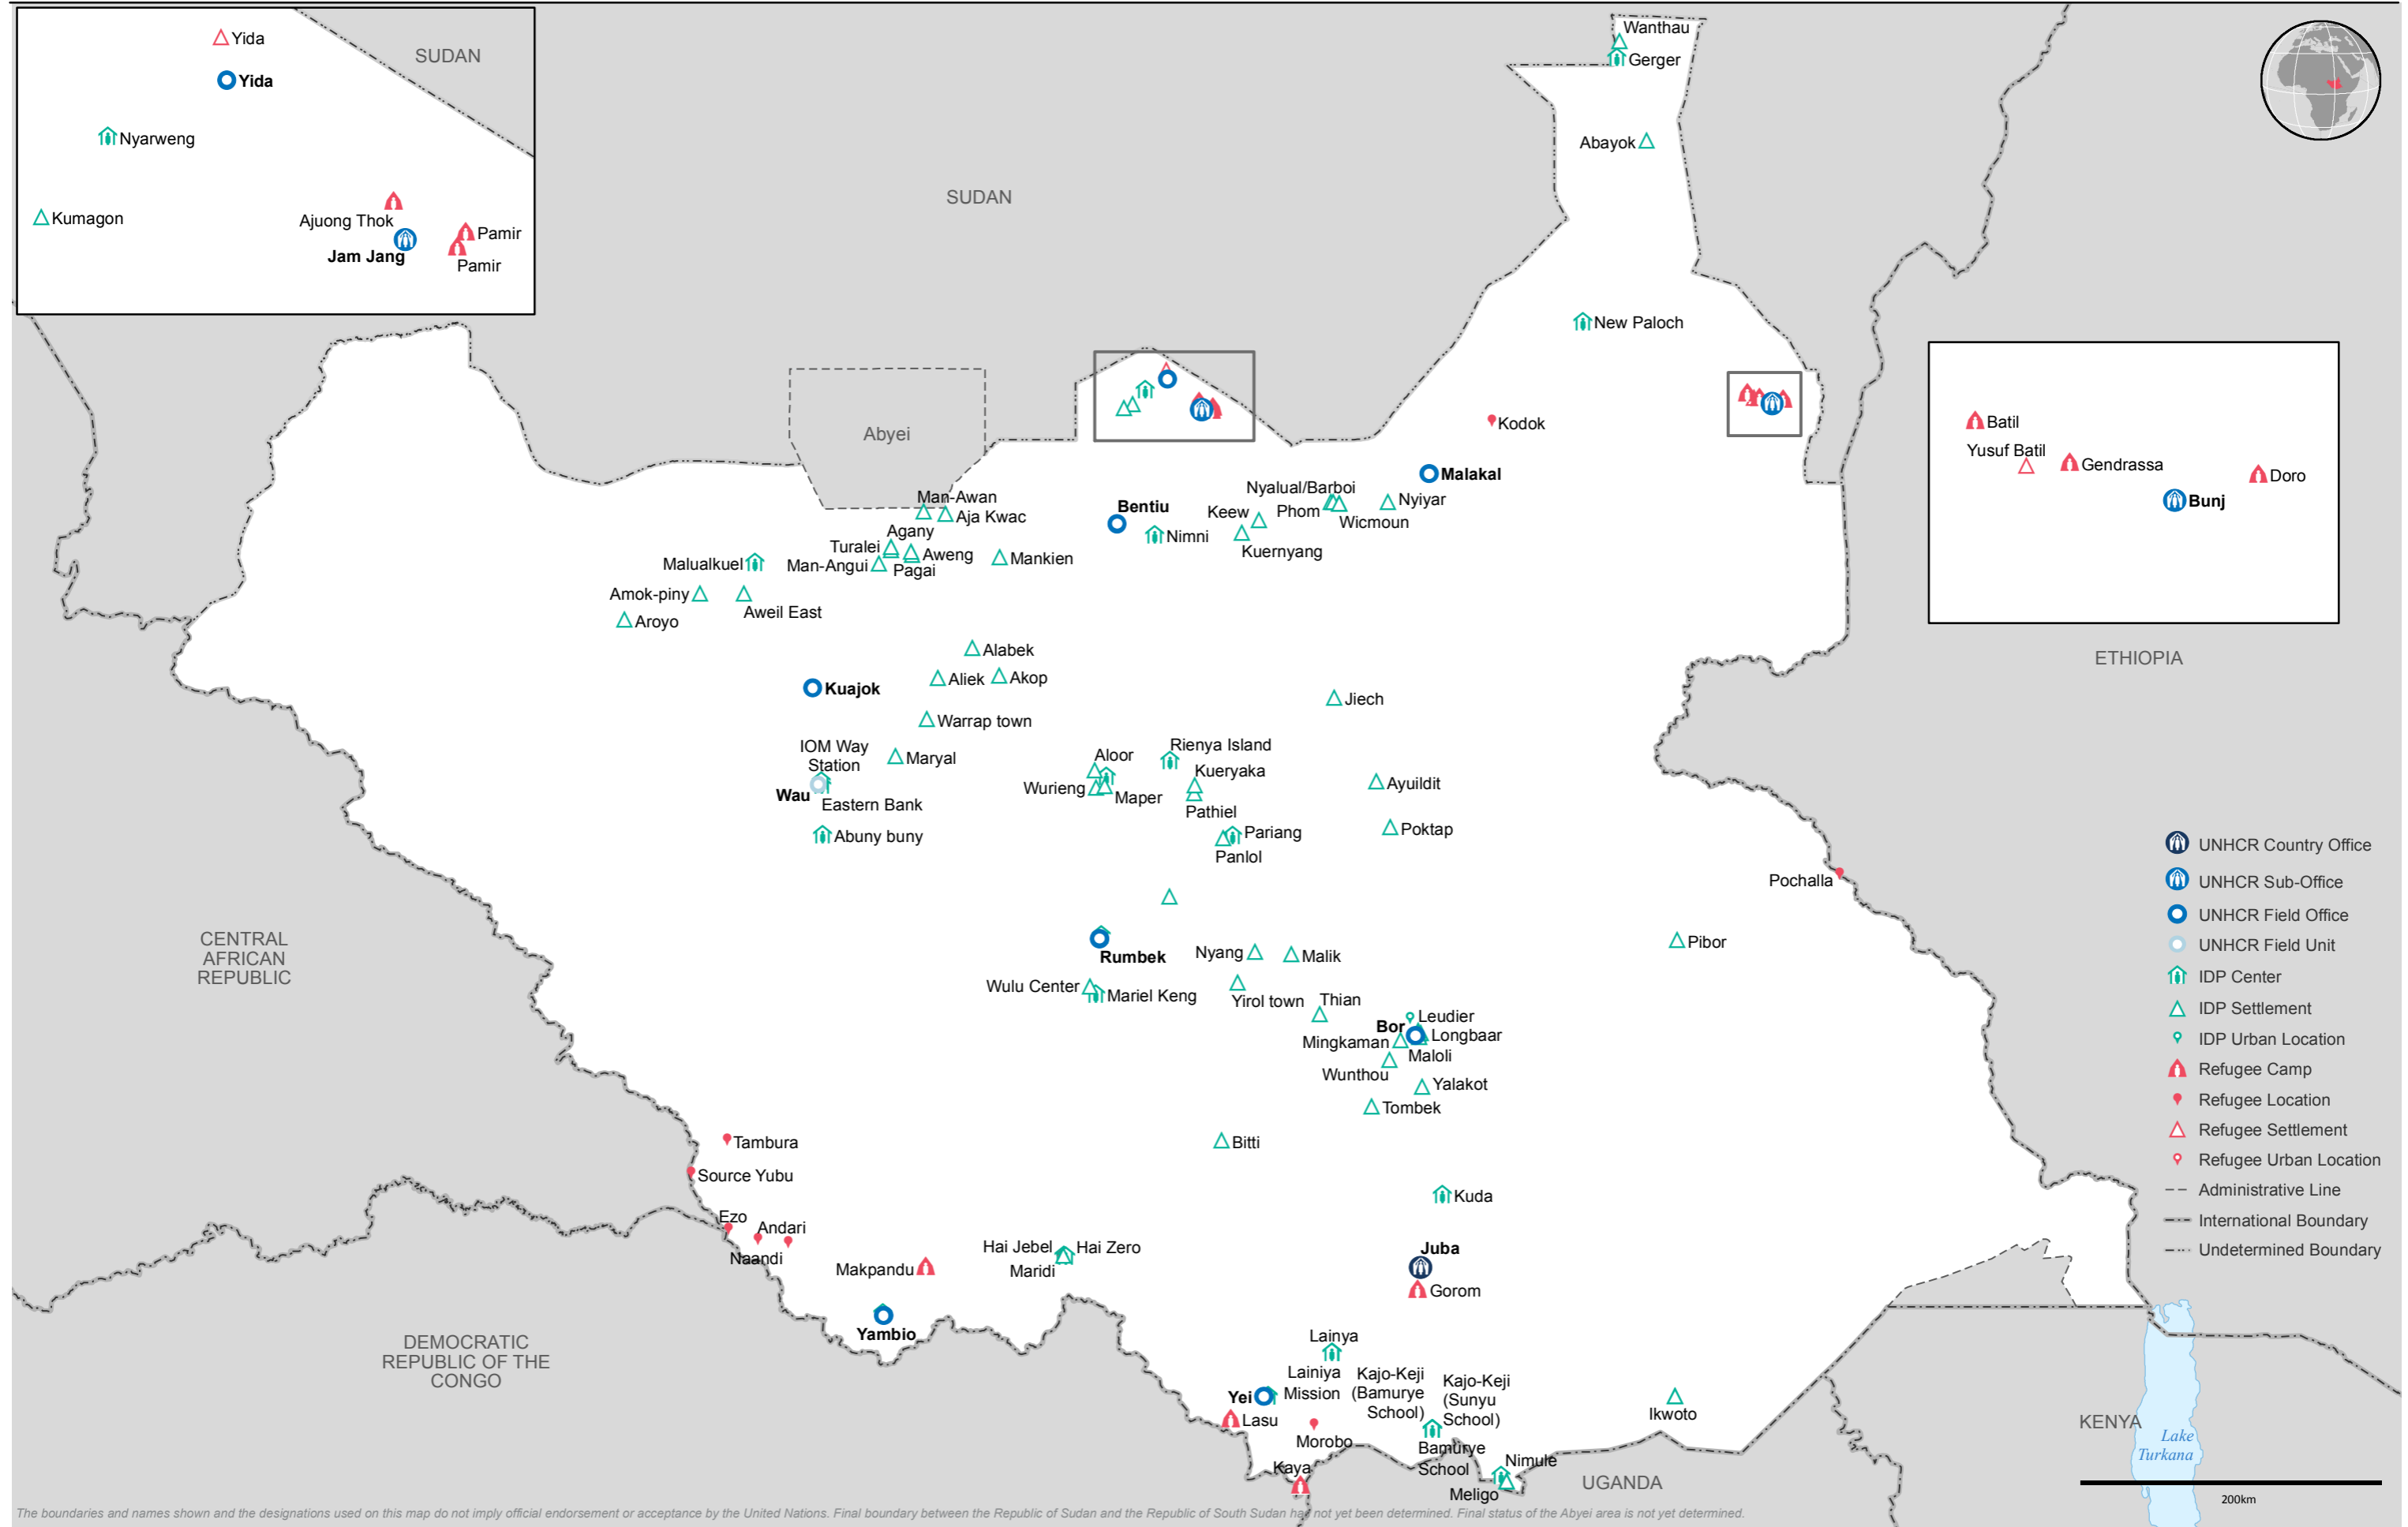 Yida
SUDAN
Yida
Nyarweng
Kumagon
Ajuong Thok
Jam Jang
Pamir
Pamir
Wanthau
Gerger
Abayok
SUDAN
New Paloch
Abyei
Kodok
Malakal
Batil
Yusuf Batil
Gendrassa
Doro
Bunj
Man-Awan
Aja Kwac
Agany
Turalei
Aweng
Man-Angui
Pagai
Mankien
Malualkuel
Amok-piny
Aweil East
Aroyo
Bentiu
Nimni
Nyalual/Barboi
Keew
Phom
Nyiyar
Wicmoun
Kuernyang
ETHIOPIA
Alabek
Aliek
Akop
Kuajok
Warrap town
Jiech
IOM Way
Station
Maryal
Wau
Eastern Bank
Abuny buny
Aloor
Rienya Island
Wurieng
Maper
Kueryaka
Pathiel
Ayuildit
Pariang
Panlol
Poktap
Pochalla
Rumbek
Nyang
Malik
Pibor
Wulu Center
Mariel Keng
Yirol town
Thian
Leudier
Bor
Longbaar
Mingkaman
Maloli
Wunthou
Yalakot
Tombek
Bitti
CENTRAL
AFRICAN
REPUBLIC
Tambura
Source Yubu
Ezo
Andari
Naandi
Makpandu
Hai Jebel
Hai Zero
Maridi
Yambio
Kuda
Juba
Gorom
DEMOCRATIC
REPUBLIC OF THE
CONGO
Lainya
Lainiya
Mission
Yei
Lasu
Morobo
Kaya
Kajo-Keji
(Bamurye
School)
Kajo-Keji
(Sunyu
School)
Bamurye
School
Nimule
Meligo
Ikwoto
UGANDA
KENYA
Lake
Turkana
UNHCR Country Office
UNHCR Sub-Office
UNHCR Field Office
UNHCR Field Unit
IDP Center
IDP Settlement
IDP Urban Location
Refugee Camp
Refugee Location
Refugee Settlement
Refugee Urban Location
Administrative Line
International Boundary
Undetermined Boundary
200km
The boundaries and names shown and the designations used on this map do not imply official endorsement or acceptance by the United Nations. Final boundary between the Republic of Sudan and the Republic of South Sudan has not yet been determined. Final status of the Abyei area is not yet determined.